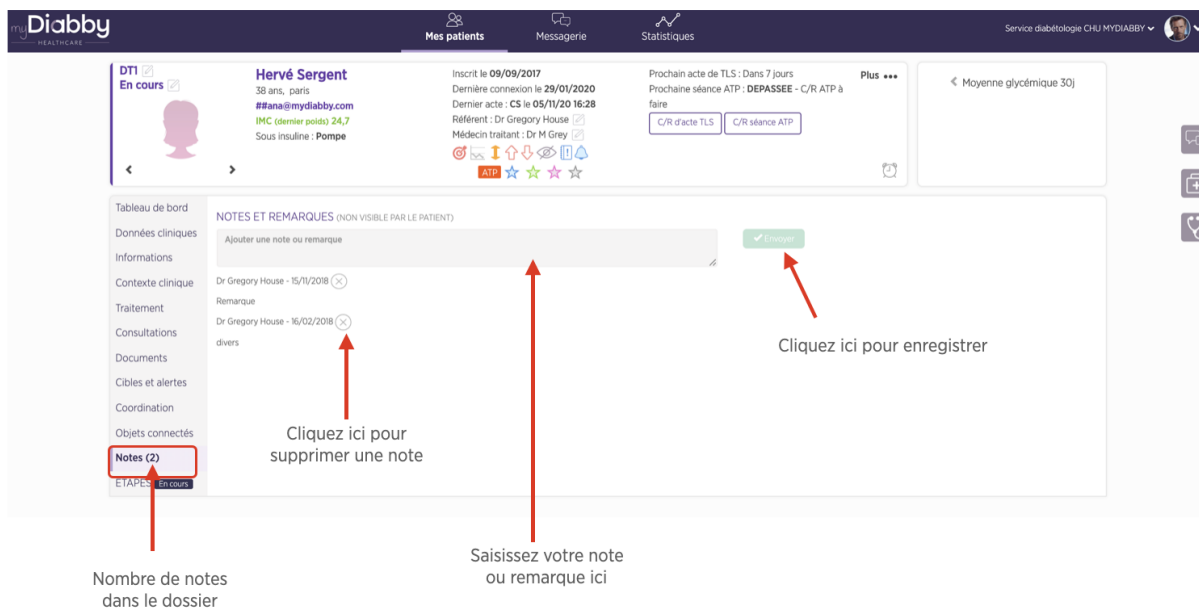 myDiabby
HEALTHCARE
Mes patients
Messagerie
Statistiques
Service diabétologie CHU MYDIABBY
DT1
En cours
Hervé Sergent
38 ans, paris
##ana@mydiabby.com
IMC (dernier poids) 24,7
Sous insuline : Pompe
Inscrit le 09/09/2017
Dernière connexion le 29/01/2020
Dernier acte : CS le 05/11/20 16:28
Référent : Dr Gregory House
Médecin traitant : Dr M Grey
ATP
Prochain acte de TLS : Dans 7 jours
Prochaine séance ATP : DEPASSEE - C/R ATP à
faire
C/R d'acte TLS
C/R séance ATP
Plus
Moyenne glycémique 30j
Tableau de bord
Données cliniques
Informations
Contexte clinique
Traitement
Consultations
Documents
Cibles et alertes
Coordination
Objets connectés
Notes (2)
ETAPES En cours
NOTES ET REMARQUES (NON VISIBLE PAR LE PATIENT)
Ajouter une note ou remarque
Envoyer
Dr Gregory House - 15/11/2018
Remarque
Dr Gregory House - 16/02/2018
divers
Cliquez ici pour enregistrer
Cliquez ici pour
supprimer une note
Saisissez votre note
ou remarque ici
Nombre de notes
dans le dossier